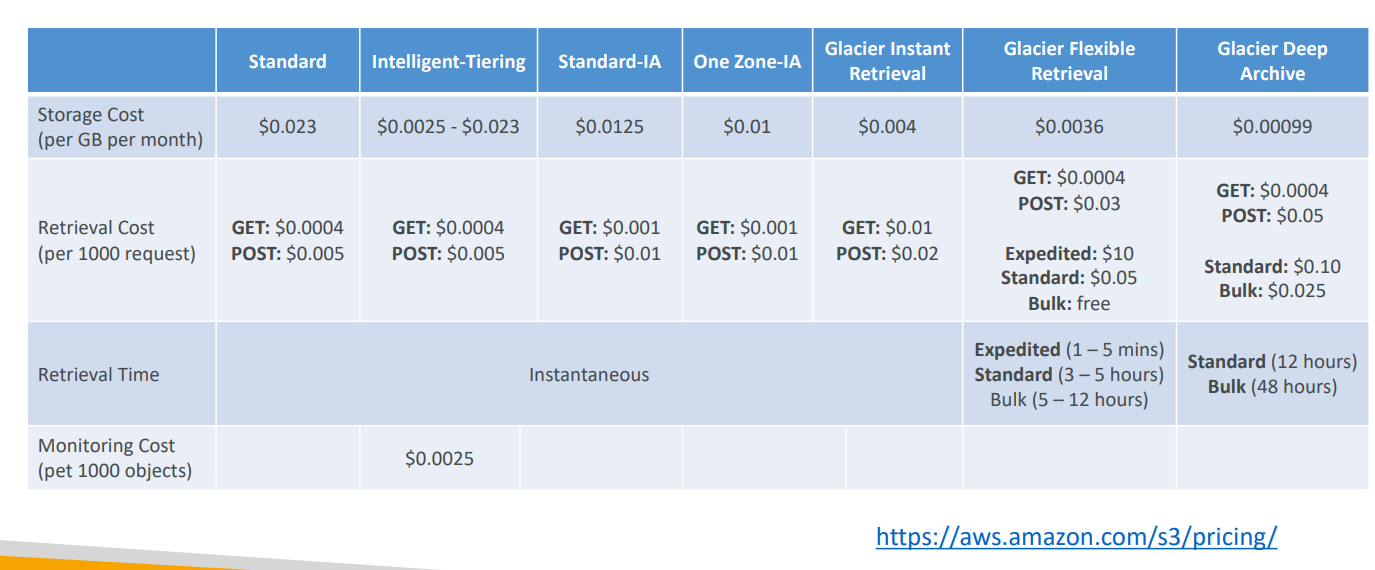 Standard
Intelligent-Tiering
Standard-IA
One Zone-IA
Glacier Instant
Retrieval
Glacier Flexible
Retrieval
Glacier Deep
Archive
Storage Cost
(per GB per month)
$0.023
$0.0025 - $0.023
$0.0125
$0.01
$0.004
$0.0036
$0.00099
Retrieval Cost
(per 1000 request)
GET: $0.0004
POST: $0.005
GET: $0.0004
POST: $0.005
GET: $0.001
POST: $0.01
GET: $0.001
POST: $0.01
GET: $0.01
POST: $0.02
GET: $0.0004
POST: $0.03
Expedited: $10
Standard: $0.05
Bulk: free
GET: $0.0004
POST: $0.05
Standard: $0.10
Bulk: $0.025
Retrieval Time
Instantaneous
Expedited (1 – 5 mins)
Standard (3 – 5 hours)
Bulk (5 – 12 hours)
Standard (12 hours)
Bulk (48 hours)
Monitoring Cost
(pet 1000 objects)
$0.0025
https://aws.amazon.com/s3/pricing/